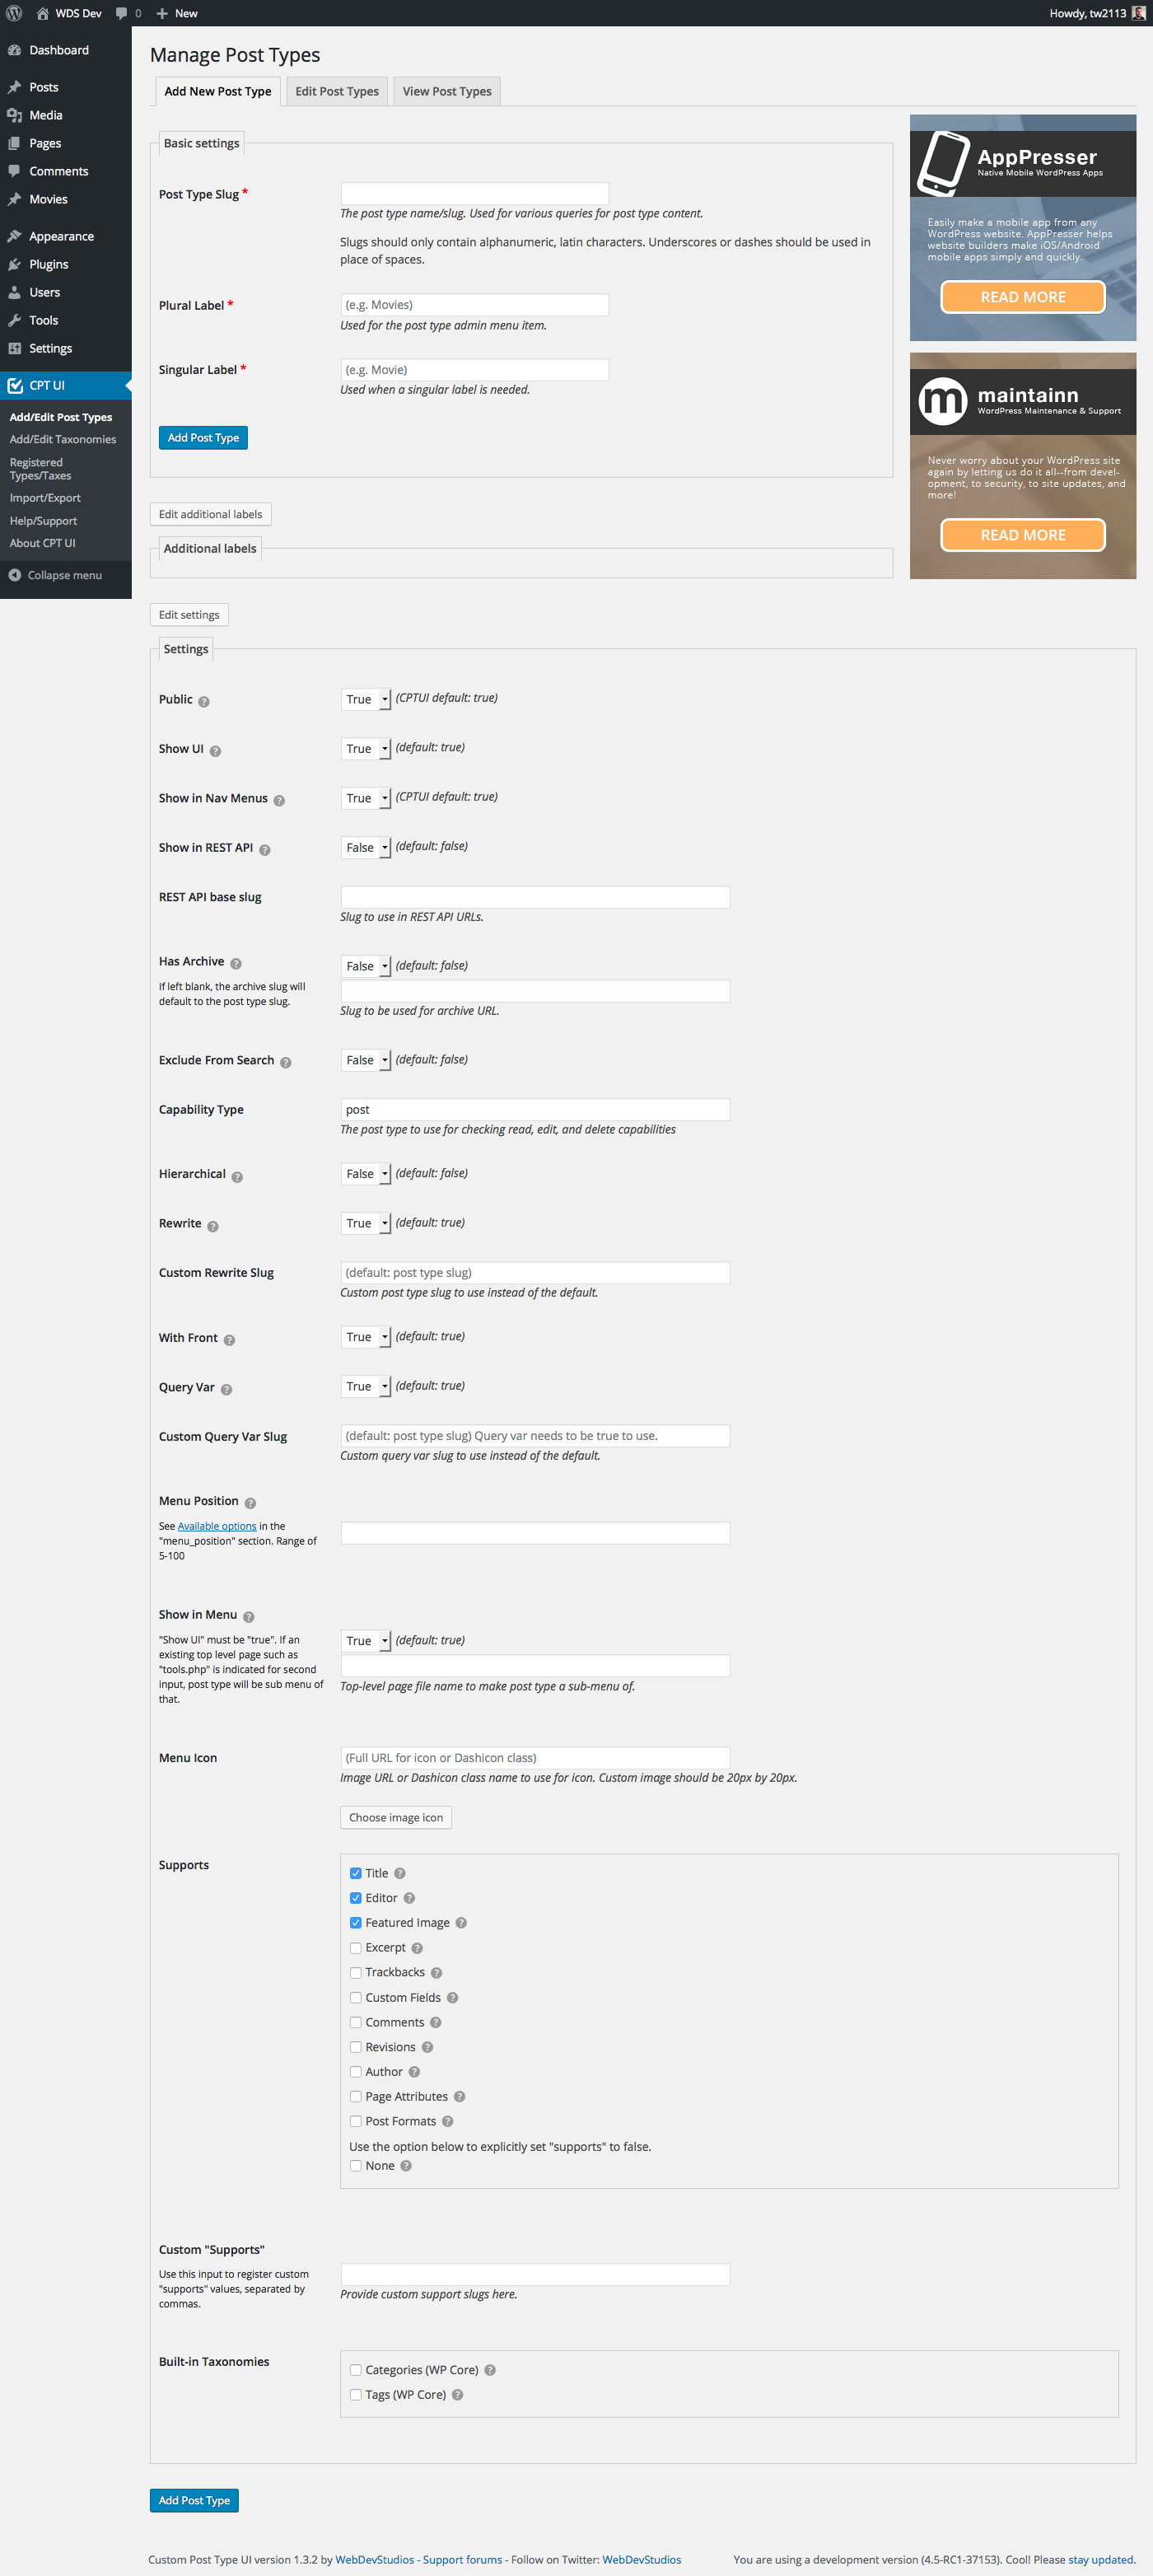 WDS Dev 0 New Howdy, tw2113
Dashboard
Posts
Media
Pages
Comments
Movies
Appearance
Plugins
Users
Tools
Settings
CPT UI
Add/Edit Post Types
Add/Edit Taxonomies
Registered
Types/Taxes
Import/Export
Help/Support
About CPT UI
Collapse menu
Manage Post Types
Add New Post Type Edit Post Types View Post Types
Basic settings
Post Type Slug *
The post type name/slug. Used for various queries for post type content.
Slugs should only contain alphanumeric, latin characters. Underscores or dashes should be used in
place of spaces.
Plural Label *
(e.g. Movies)
Used for the post type admin menu item.
Singular Label *
(e.g. Movie)
Used when a singular label is needed.
Add Post Type
AppPresser
Native Mobile WordPress Apps
Easily make a mobile app from any
WordPress website. AppPresser helps
website builders make iOS/Android
mobile apps simply and quickly.
READ MORE
m maintainn
WordPress Maintenance & Support
Never worry about your WordPress site
again by letting us do it all--from devel-
opment, to security, to site updates, and
more!
READ MORE
Edit additional labels
Additional labels
Edit settings
Settings
Public ? True (CPTUI default: true)
Show UI ? True (default: true)
Show in Nav Menus ? True (CPTUI default: true)
Show in REST API ? False (default: false)
REST API base slug
Slug to use in REST API URLs.
Has Archive ?
If left blank, the archive slug will
default to the post type slug.
False (default: false)
Slug to be used for archive URL.
Exclude From Search ? False (default: false)
Capability Type post
The post type to use for checking read, edit, and delete capabilities
Hierarchical ? False (default: false)
Rewrite ? True (default: true)
Custom Rewrite Slug (default: post type slug)
Custom post type slug to use instead of the default.
With Front ? True (default: true)
Query Var ? True (default: true)
Custom Query Var Slug (default: post type slug) Query var needs to be true to use.
Custom query var slug to use instead of the default.
Menu Position ?
See Available options in the
"menu_position" section. Range of
5-100
Show in Menu ?
"Show UI" must be "true". If an
existing top level page such as
"tools.php" is indicated for second
input, post type will be sub menu of
that.
True (default: true)
Top-level page file name to make post type a sub-menu of.
Menu Icon (Full URL for icon or Dashicon class)
Image URL or Dashicon class name to use for icon. Custom image should be 20px by 20px.
Choose image icon
Supports
Title ?
Editor ?
Featured Image ?
Excerpt ?
Trackbacks ?
Custom Fields ?
Comments ?
Revisions ?
Author ?
Page Attributes ?
Post Formats ?
Use the option below to explicitly set "supports" to false.
None ?
Custom "Supports"
Use this input to register custom
"supports" values, separated by
commas.
Provide custom support slugs here.
Built-in Taxonomies
Categories (WP Core) ?
Tags (WP Core) ?
Add Post Type
Custom Post Type UI version 1.3.2 by WebDevStudios - Support forums - Follow on Twitter: WebDevStudios You are using a development version (4.5-RC1-37153). Cool! Please stay updated.